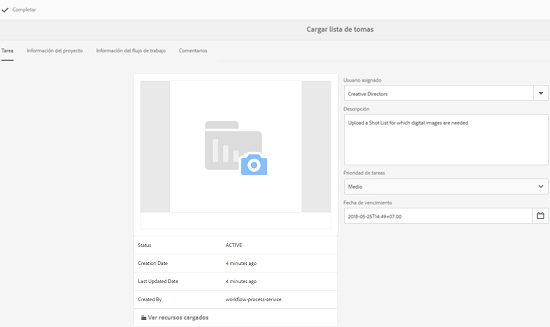 Completar
Cargar lista de tomas
Tarea Información del proyecto Información del flujo de trabajo Comentarios
Usuario asignado
Creative Directors
Descripción
Upload a Shot List for which digital images are needed.
Prioridad de tareas
Medio
Fecha de vencimiento
2018-05-25T14:49+07:00
Status ACTIVE
Creation Date 4 minutes ago
Last Updated Date 4 minutes ago
Created By workflow-process-service
Ver recursos cargados